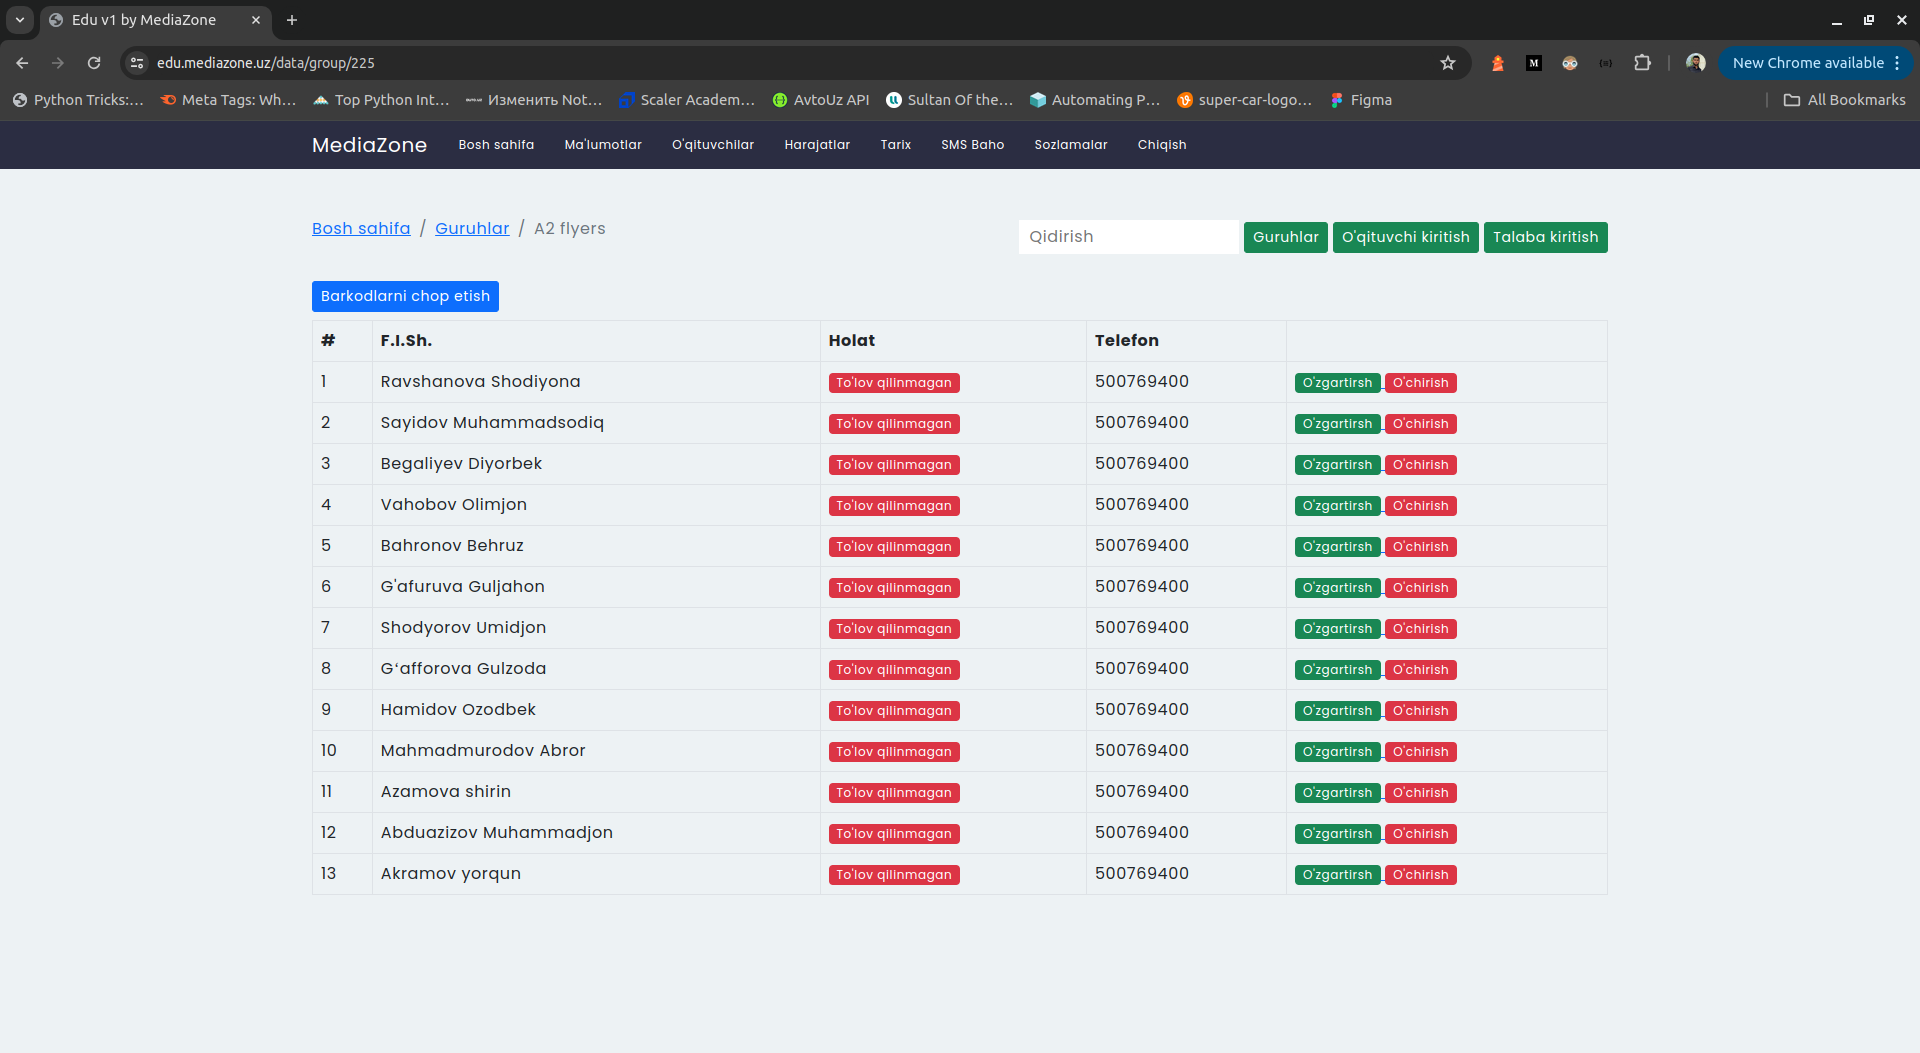 Edu v1 by MediaZone
edu.mediazone.uz/data/group/225
New Chrome available
Python Tricks:... Meta Tags: Wh... Top Python Int... Изменить Not... Scaler Academ... AvtoUz API Sultan Of the... Automating P... super-car-logo... Figma All Bookmarks
MediaZone Bosh sahifa Ma'lumotlar O'qituvchilar Harajatlar Tarix SMS Baho Sozlamalar Chiqish
Bosh sahifa / Guruhlar / A2 flyers Qidirish Guruhlar O'qituvchi kiritish Talaba kiritish
Barkodlarni chop etish
# F.I.Sh. Holat Telefon
1 Ravshanova Shodiyona To'lov qilinmagan 500769400 O'zgartirsh O'chirish
2 Sayidov Muhammadsodiq To'lov qilinmagan 500769400 O'zgartirsh O'chirish
3 Begaliyev Diyorbek To'lov qilinmagan 500769400 O'zgartirsh O'chirish
4 Vahobov Olimjon To'lov qilinmagan 500769400 O'zgartirsh O'chirish
5 Bahronov Behruz To'lov qilinmagan 500769400 O'zgartirsh O'chirish
6 G'afuruva Guljahon To'lov qilinmagan 500769400 O'zgartirsh O'chirish
7 Shodyorov Umidjon To'lov qilinmagan 500769400 O'zgartirsh O'chirish
8 Gʻafforova Gulzoda To'lov qilinmagan 500769400 O'zgartirsh O'chirish
9 Hamidov Ozodbek To'lov qilinmagan 500769400 O'zgartirsh O'chirish
10 Mahmadmurodov Abror To'lov qilinmagan 500769400 O'zgartirsh O'chirish
11 Azamova shirin To'lov qilinmagan 500769400 O'zgartirsh O'chirish
12 Abduazizov Muhammadjon To'lov qilinmagan 500769400 O'zgartirsh O'chirish
13 Akramov yorqun To'lov qilinmagan 500769400 O'zgartirsh O'chirish